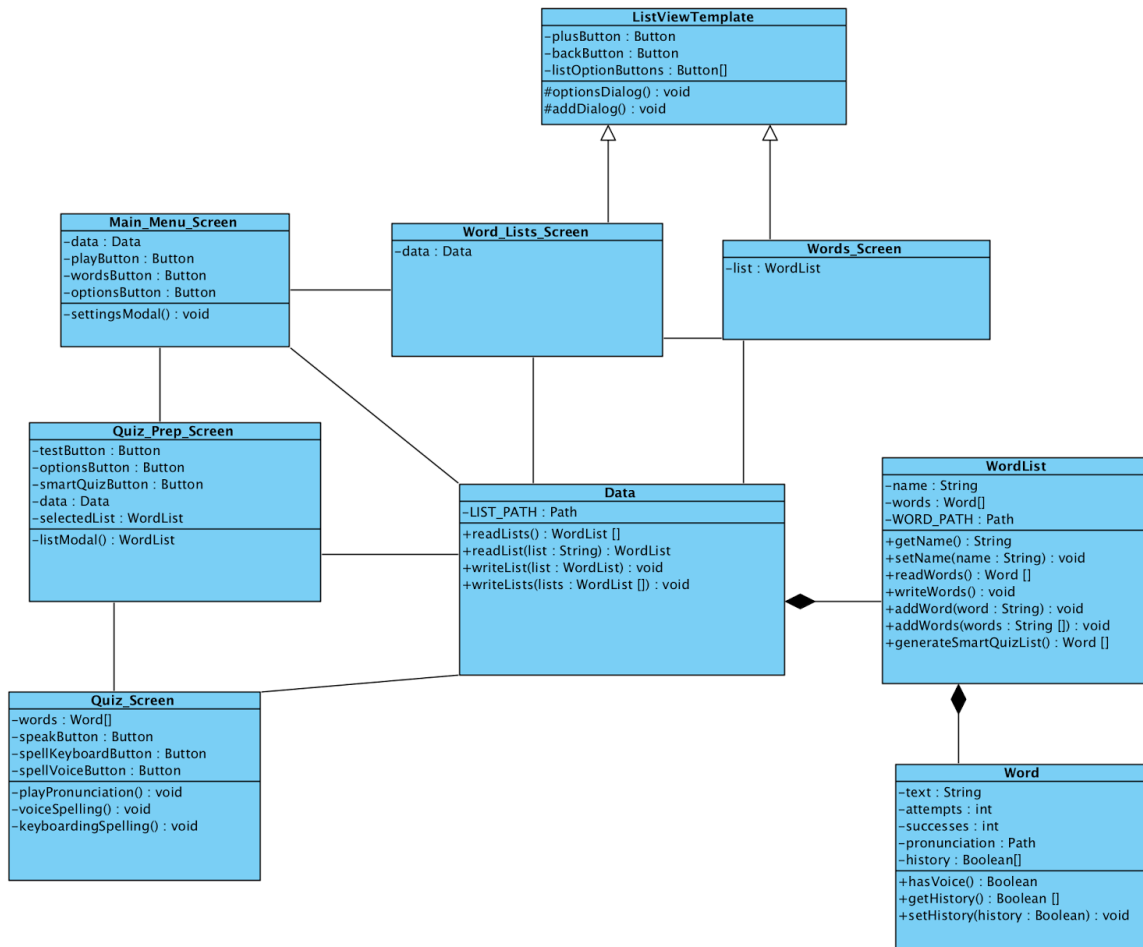 ListViewTemplate
-plusButton : Button
-backButton : Button
-listOptionButtons : Button[]
#optionsDialog() : void
#addDialog() : void
Main_Menu_Screen
-data : Data
-playButton : Button
-wordsButton : Button
-optionsButton : Button
-settingsModal() : void
Word_Lists_Screen
-data : Data
Words_Screen
-list : WordList
Quiz_Prep_Screen
-testButton : Button
-optionsButton : Button
-smartQuizButton : Button
-data : Data
-selectedList : WordList
-listModal() : WordList
Data
-LIST_PATH : Path
+readLists() : WordList []
+readList(list : String) : WordList
+writeList(list : WordList) : void
+writeLists(lists : WordList []) : void
WordList
-name : String
-words : Word[]
-WORD_PATH : Path
+getName() : String
+setName(name : String) : void
+readWords() : Word []
+writeWords() : void
+addWord(word : String) : void
+addWords(words : String []) : void
+generateSmartQuizList() : Word []
Quiz_Screen
-words : Word[]
-speakButton : Button
-spellKeyboardButton : Button
-spellVoiceButton : Button
-playPronunciation() : void
-voiceSpelling() : void
-keyboardingSpelling() : void
Word
-text : String
-attempts : int
-successes : int
-pronunciation : Path
-history : Boolean[]
+hasVoice() : Boolean
+getHistory() : Boolean []
+setHistory(history : Boolean) : void